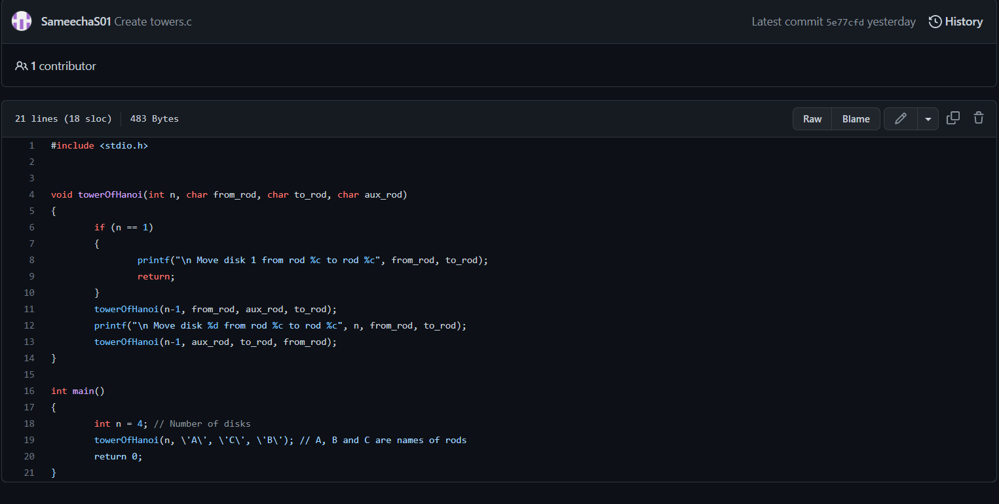 SameechaS01 Create towers.c
Latest commit 5e77cfd yesterday History
1 contributor
21 lines (18 sloc) 483 Bytes
Raw Blame
1 #include <stdio.h>
2
3
4 void towerOfHanoi(int n, char from_rod, char to_rod, char aux_rod)
5 {
6 if (n == 1)
7 {
8 printf("\n Move disk 1 from rod %c to rod %c", from_rod, to_rod);
9 return;
10 }
11 towerOfHanoi(n-1, from_rod, aux_rod, to_rod);
12 printf("\n Move disk %d from rod %c to rod %c", n, from_rod, to_rod);
13 towerOfHanoi(n-1, aux_rod, to_rod, from_rod);
14 }
15
16 int main()
17 {
18 int n = 4; // Number of disks
19 towerOfHanoi(n, \'A\', \'C\', \'B\'); // A, B and C are names of rods
20 return 0;
21 }